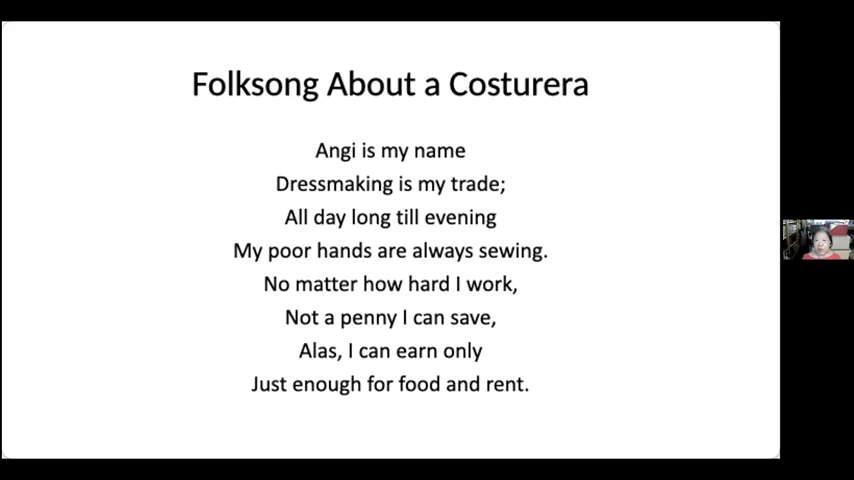 Folksong About a Costurera
Angi is my name
Dressmaking is my trade;
All day long till evening
My poor hands are always sewing.
No matter how hard I work,
Not a penny I can save,
Alas, I can earn only
Just enough for food and rent.